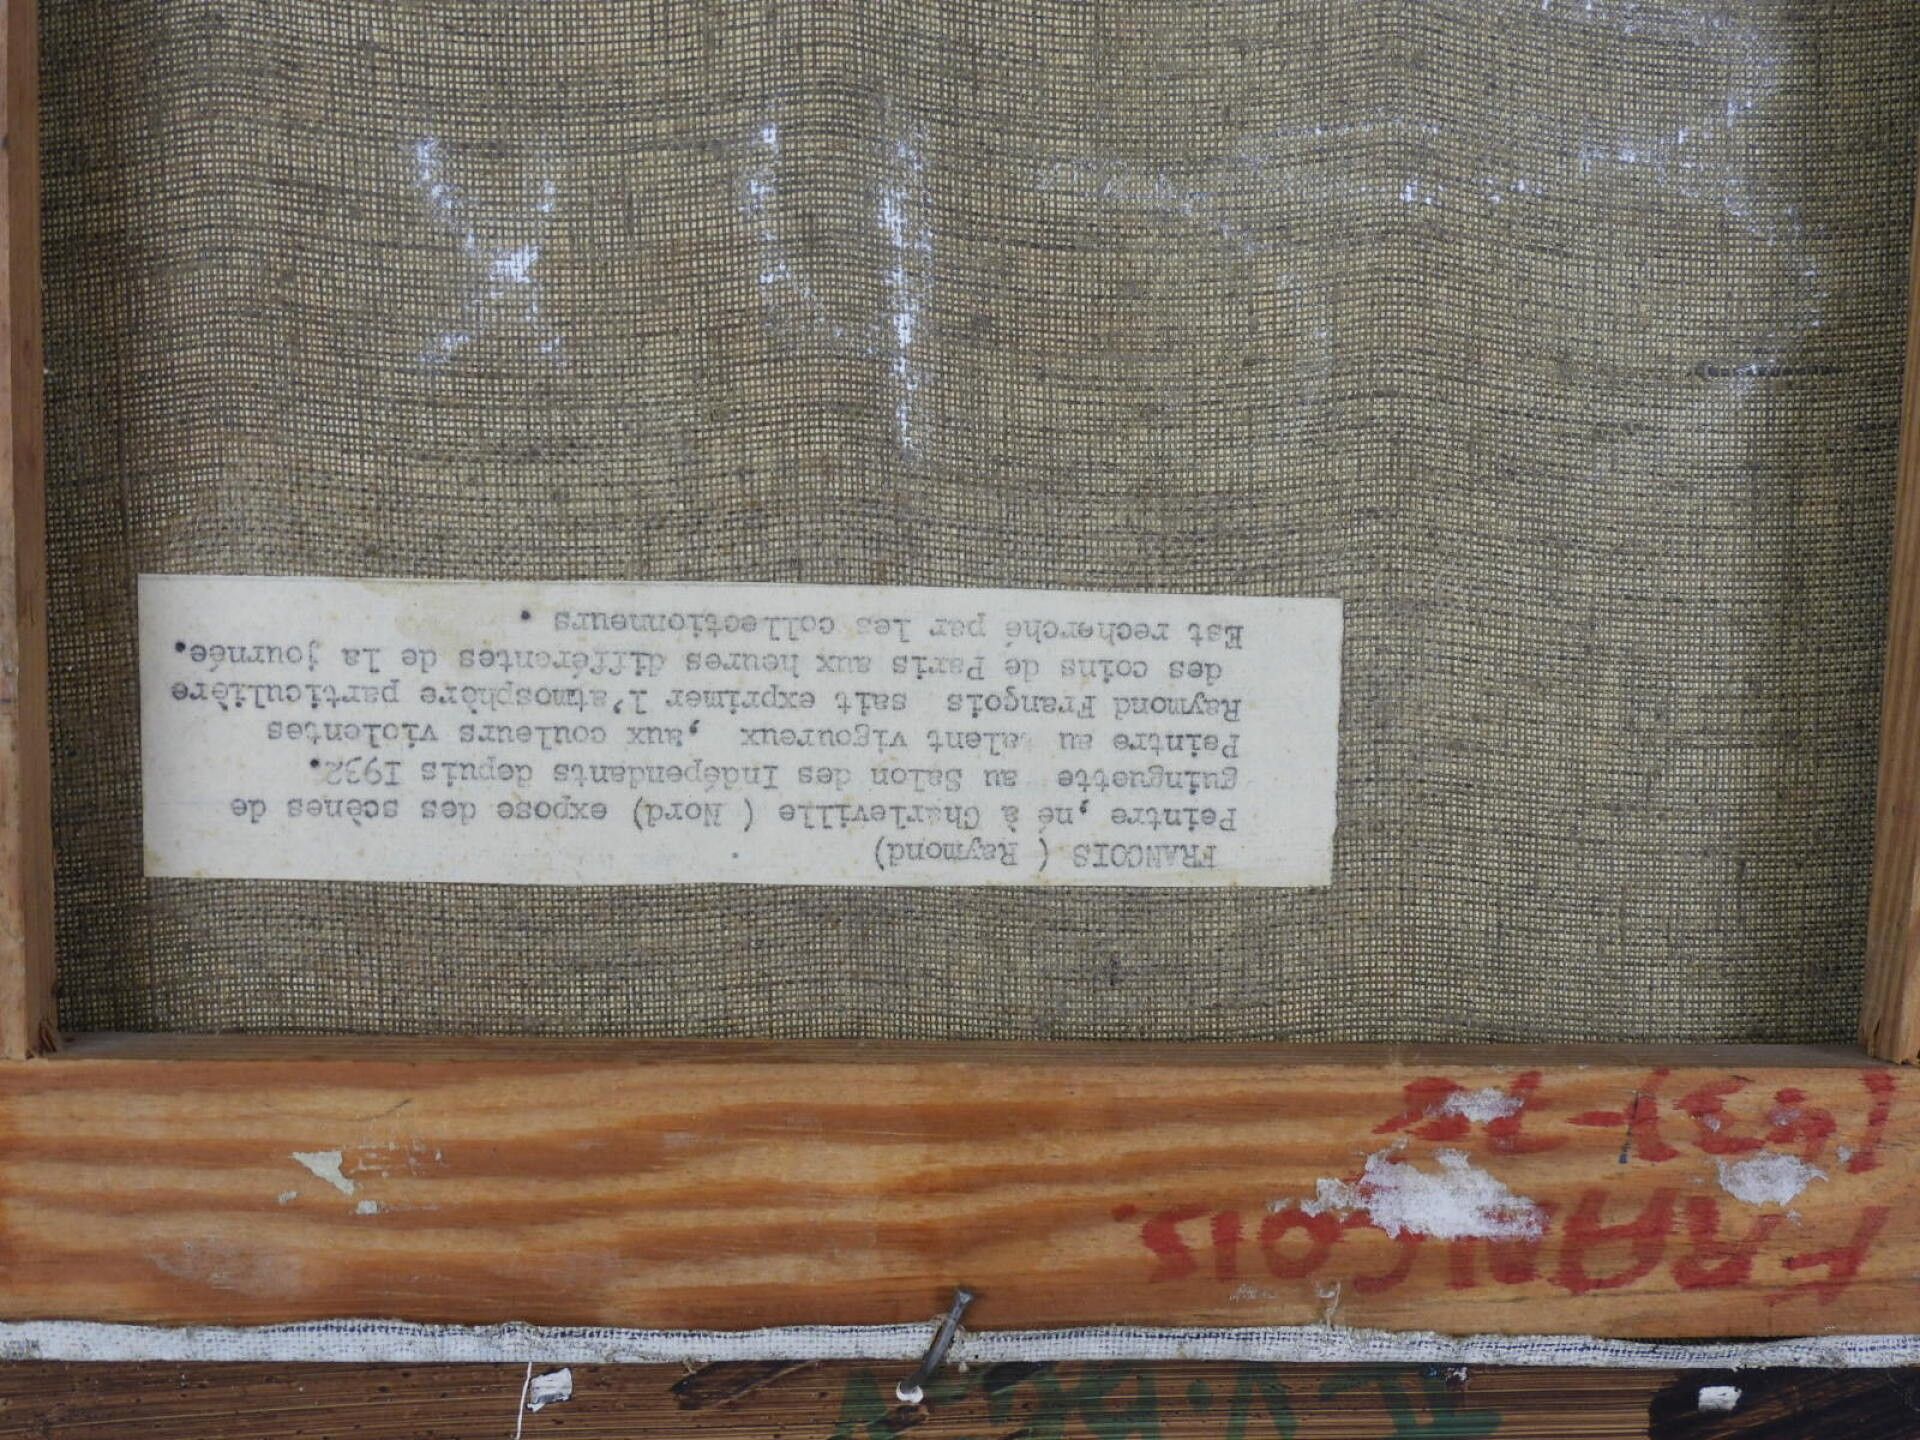 FRANCOIS ( Raymond)
Peintre ,né à Charleville ( Nord) expose des scènes de
guinguette au Salon des Indépendants depuis I932.
Peintre au talent vigoureux ,aux couleurs violentes
Raymond François sait exprimer l'atmosphère particulière
des coins de Paris aux heures différentes de la journée.
Est recherché par les collectionneurs .
FRANCOIS.